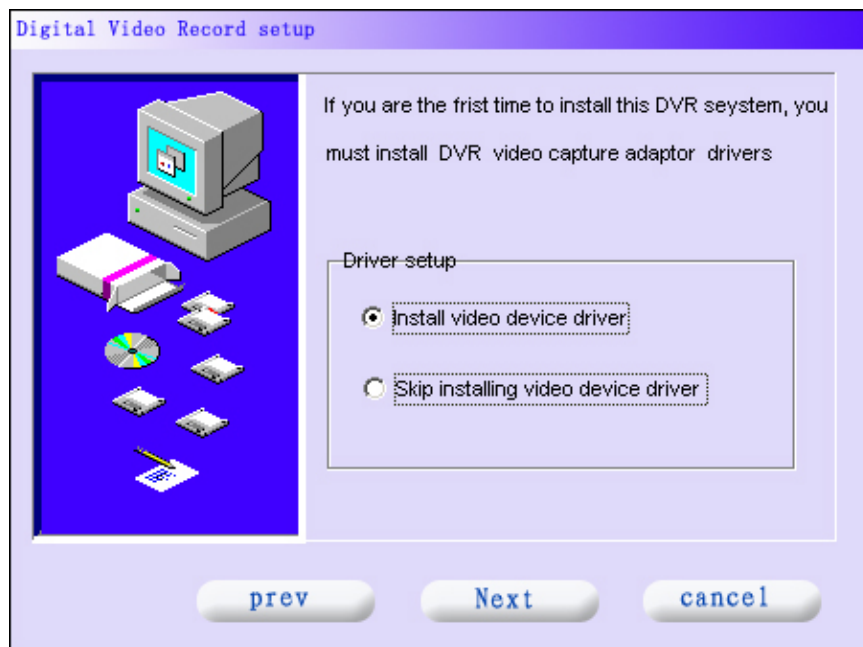 Digital Video Record setup
If you are the frist time to install this DVR seystem, you
must install DVR video capture adaptor drivers
Driver setup
Install video device driver
Skip installing video device driver
prev
Next
cancel